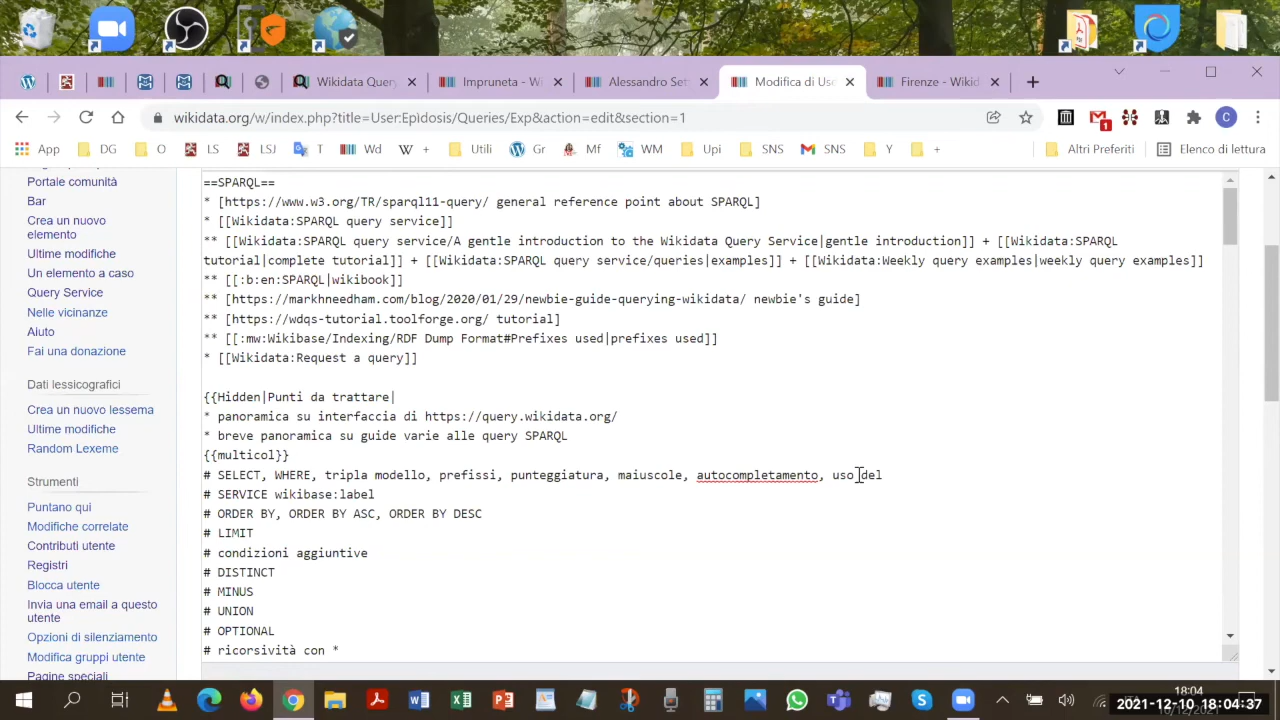 Wikidata Quer
Impruneta - Wi
Alessandro Set
Modifica di Use
Firenze - Wikid
wikidata.org/w/index.php?title=User:Epidosis/Queries/Exp&action=edit&section=1
1
C
App
DG
O
LS
LSJ
T
Wd
+
Utili
Gr
Mf
WM
Upi
SNS
SNS
Y
+
Altri Preferiti
Elenco di lettura
Portale comunità
Bar
Crea un nuovo
elemento
Ultime modifiche
Un elemento a caso
Query Service
Nelle vicinanze
Aiuto
Fai una donazione
Dati lessicografici
Crea un nuovo lessema
Ultime modifiche
Random Lexeme
Strumenti
Puntano qui
Modifiche correlate
Contributi utente
Registri
Blocca utente
Invia una email a questo
utente
Opzioni di silenziamento
Modifica gruppi utente
Pagine speciali
==SPARQL==
* [https://www.w3.org/TR/sparql11-query/ general reference point about SPARQL]
* [[Wikidata:SPARQL query service]]
** [[Wikidata:SPARQL query service/A gentle introduction to the Wikidata Query Service|gentle introduction]] + [[Wikidata:SPARQL
tutorial|complete tutorial]] + [[Wikidata:SPARQL query service/queries|examples]] + [[Wikidata:Weekly query examples|weekly query examples]]
** [[:b:en:SPARQL|wikibook]]
** [https://markhneedham.com/blog/2020/01/29/newbie-guide-querying-wikidata/ newbie's guide]
** [https://wdqs-tutorial.toolforge.org/ tutorial]
** [[:mw:Wikibase/Indexing/RDF Dump Format#Prefixes used|prefixes used]]
* [[Wikidata:Request a query]]
{{Hidden|Punti da trattare|
* panoramica su interfaccia di https://query.wikidata.org/
* breve panoramica su guide varie alle query SPARQL
{{multicol}}
# SELECT, WHERE, tripla modello, prefissi, punteggiatura, maiuscole, autocompletamento, uso del
# SERVICE wikibase:label
# ORDER BY, ORDER BY ASC, ORDER BY DESC
# LIMIT
# condizioni aggiuntive
# DISTINCT
# MINUS
# UNION
# OPTIONAL
# ricorsività con *
18:04
2021-12-10 18:04:37